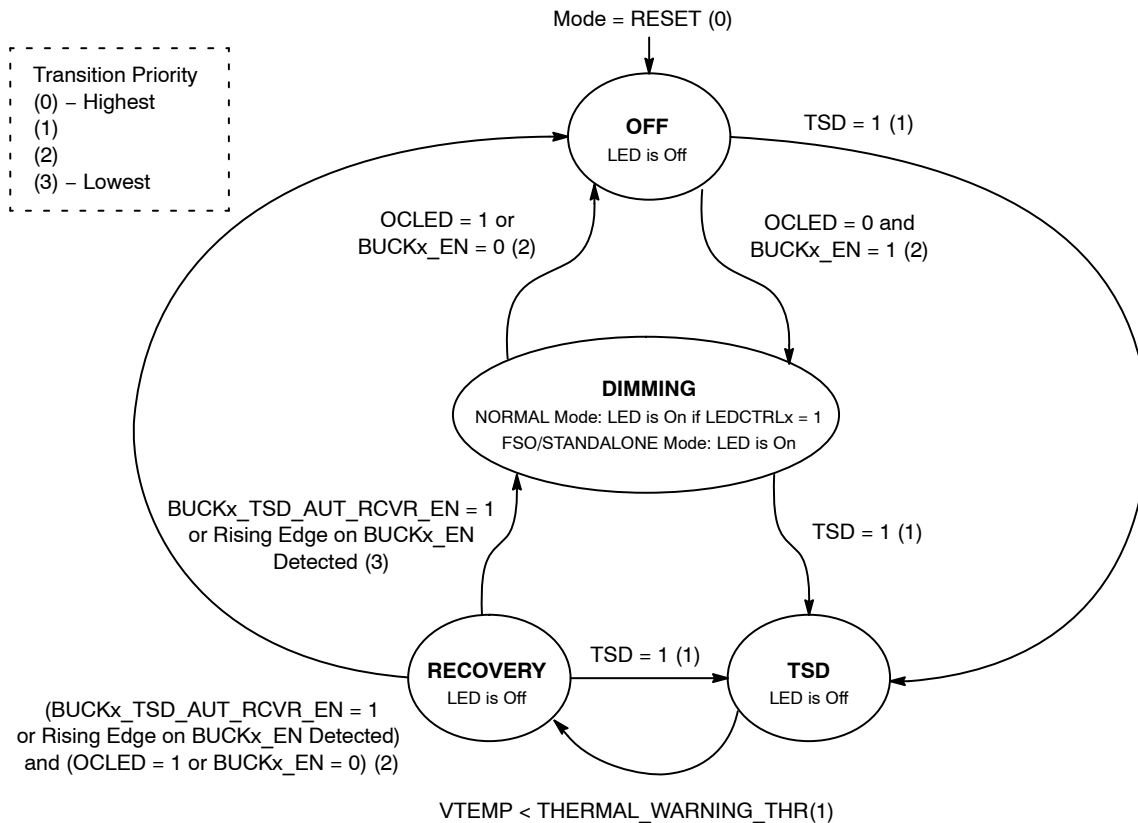 Mode = RESET (0)
Transition Priority
(0) – Highest
(1)
(2)
(3) – Lowest
OFF
LED is Off
TSD = 1 (1)
OCLED = 1 or
BUCKx_EN = 0 (2)
OCLED = 0 and
BUCKx_EN = 1 (2)
DIMMING
NORMAL Mode: LED is On if LEDCTRLx = 1
FSO/STANDALONE Mode: LED is On
BUCKx_TSD_AUT_RCVR_EN = 1
or Rising Edge on BUCKx_EN
Detected (3)
TSD = 1 (1)
RECOVERY
LED is Off
TSD = 1 (1)
TSD
LED is Off
(BUCKx_TSD_AUT_RCVR_EN = 1
or Rising Edge on BUCKx_EN Detected)
and (OCLED = 1 or BUCKx_EN = 0) (2)
VTEMP < THERMAL_WARNING_THR(1)